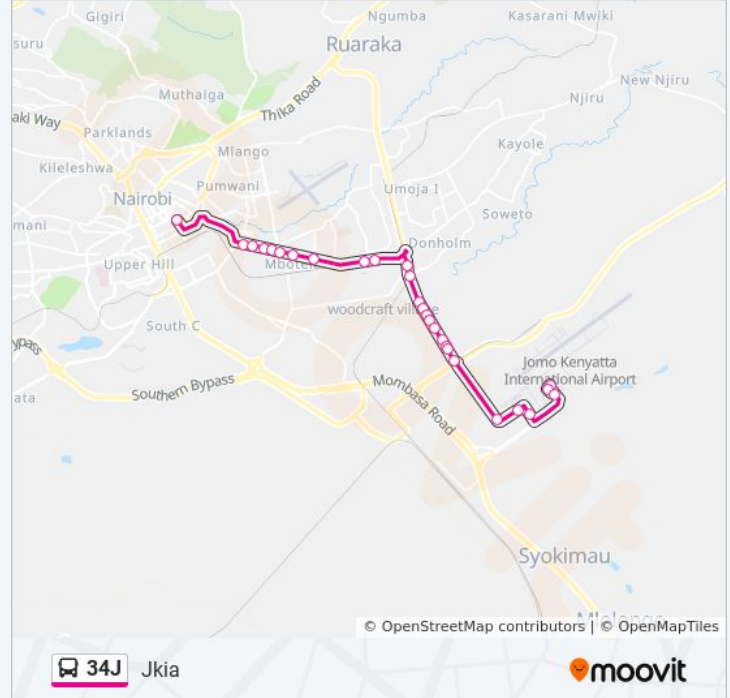 Gigiri
Ngumba
Kasarani Mwiki
suru
Ruaraka
New Njiru
Muthaiga
Njiru
Thika Road
aki Way
Parklands
Mlango
Kayole
Kileleshwa
Pumwani
Umoja I
Nairobi
Soweto
mani
Donholm
Upper Hill
Mbotela
woodcraft village
South C
ypass
Jomo Kenyatta
International Airport
Southern Bypass
Mombasa Road
ata
Syokimau
Mlolongo
© OpenStreetMap contributors | © OpenMapTiles
34J Jkia
moovit